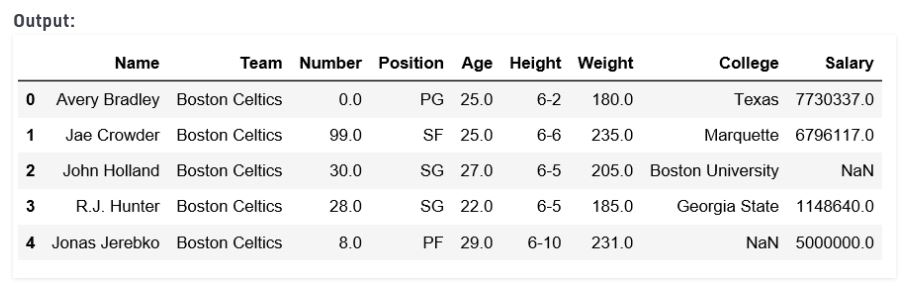 Output:
Name Team Number Position Age Height Weight College Salary
0 Avery Bradley Boston Celtics 0.0 PG 25.0 6-2 180.0 Texas 7730337.0
1 Jae Crowder Boston Celtics 99.0 SF 25.0 6-6 235.0 Marquette 6796117.0
2 John Holland Boston Celtics 30.0 SG 27.0 6-5 205.0 Boston University NaN
3 R.J. Hunter Boston Celtics 28.0 SG 22.0 6-5 185.0 Georgia State 1148640.0
4 Jonas Jerebko Boston Celtics 8.0 PF 29.0 6-10 231.0 NaN 5000000.0